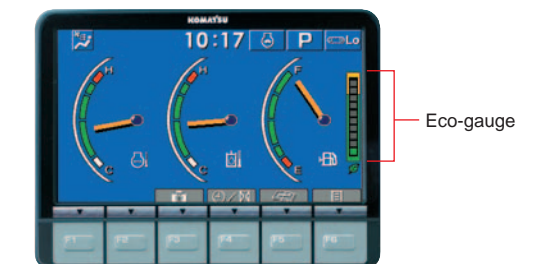 KOMATSU
10:17 P Lo
H H F
Eco-gauge
C C E
F1 F2 F3 F4 F5 F6